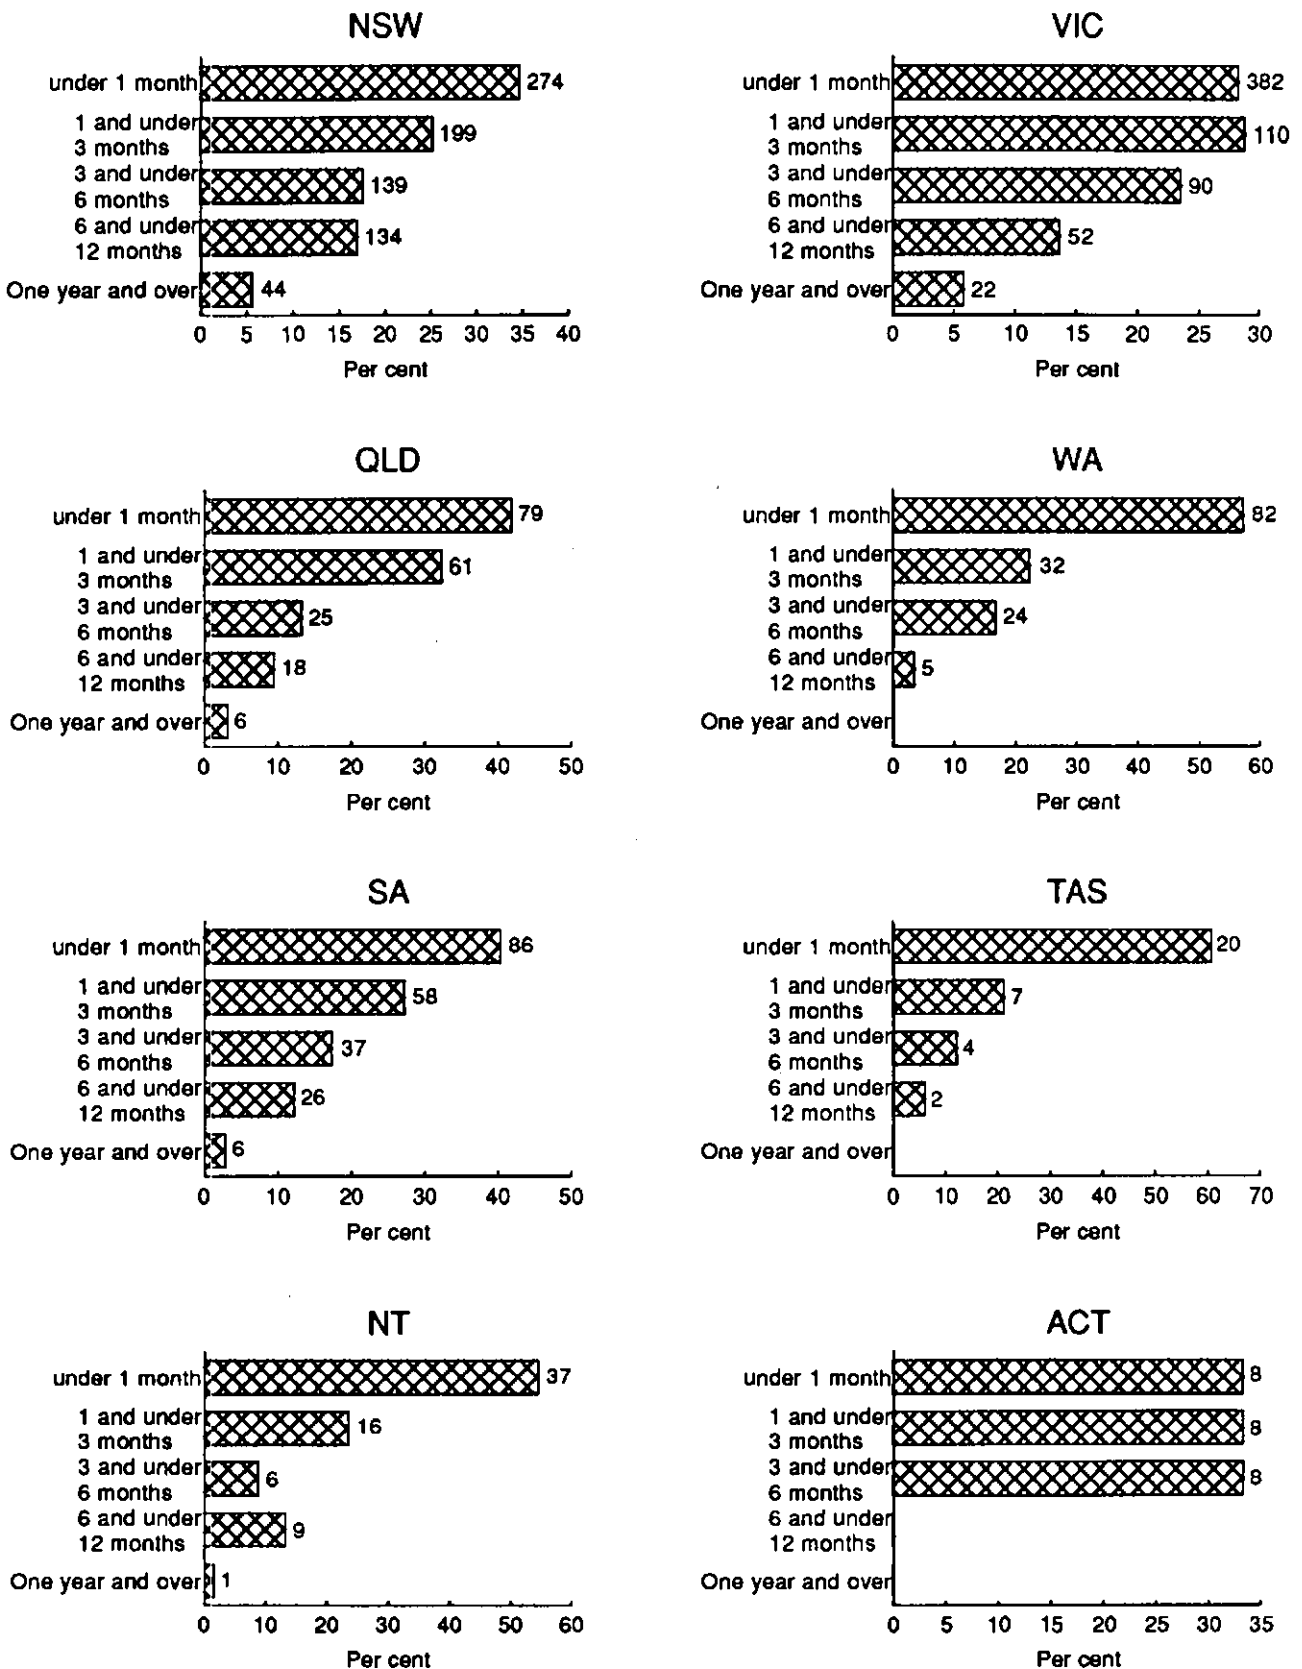 NSW
under 1 month
274
1 and under
3 months
199
3 and under
6 months
139
6 and under
12 months
134
One year and over
44
0 5 10 15 20 25 30 35 40
Per cent
VIC
under 1 month
382
1 and under
3 months
110
3 and under
6 months
90
6 and under
12 months
52
One year and over
22
0 5 10 15 20 25 30
Per cent
QLD
under 1 month
79
1 and under
3 months
61
3 and under
6 months
25
6 and under
12 months
18
One year and over
6
0 10 20 30 40 50
Per cent
WA
under 1 month
82
1 and under
3 months
32
3 and under
6 months
24
6 and under
12 months
5
One year and over
0 10 20 30 40 50 60
Per cent
SA
under 1 month
86
1 and under
3 months
58
3 and under
6 months
37
6 and under
12 months
26
One year and over
6
0 10 20 30 40 50
Per cent
TAS
under 1 month
20
1 and under
3 months
7
3 and under
6 months
4
6 and under
12 months
2
One year and over
0 10 20 30 40 50 60 70
Per cent
NT
under 1 month
37
1 and under
3 months
16
3 and under
6 months
6
6 and under
12 months
9
One year and over
1
0 10 20 30 40 50 60
Per cent
ACT
under 1 month
8
1 and under
3 months
8
3 and under
6 months
8
6 and under
12 months
One year and over
0 5 10 15 20 25 30 35
Per cent